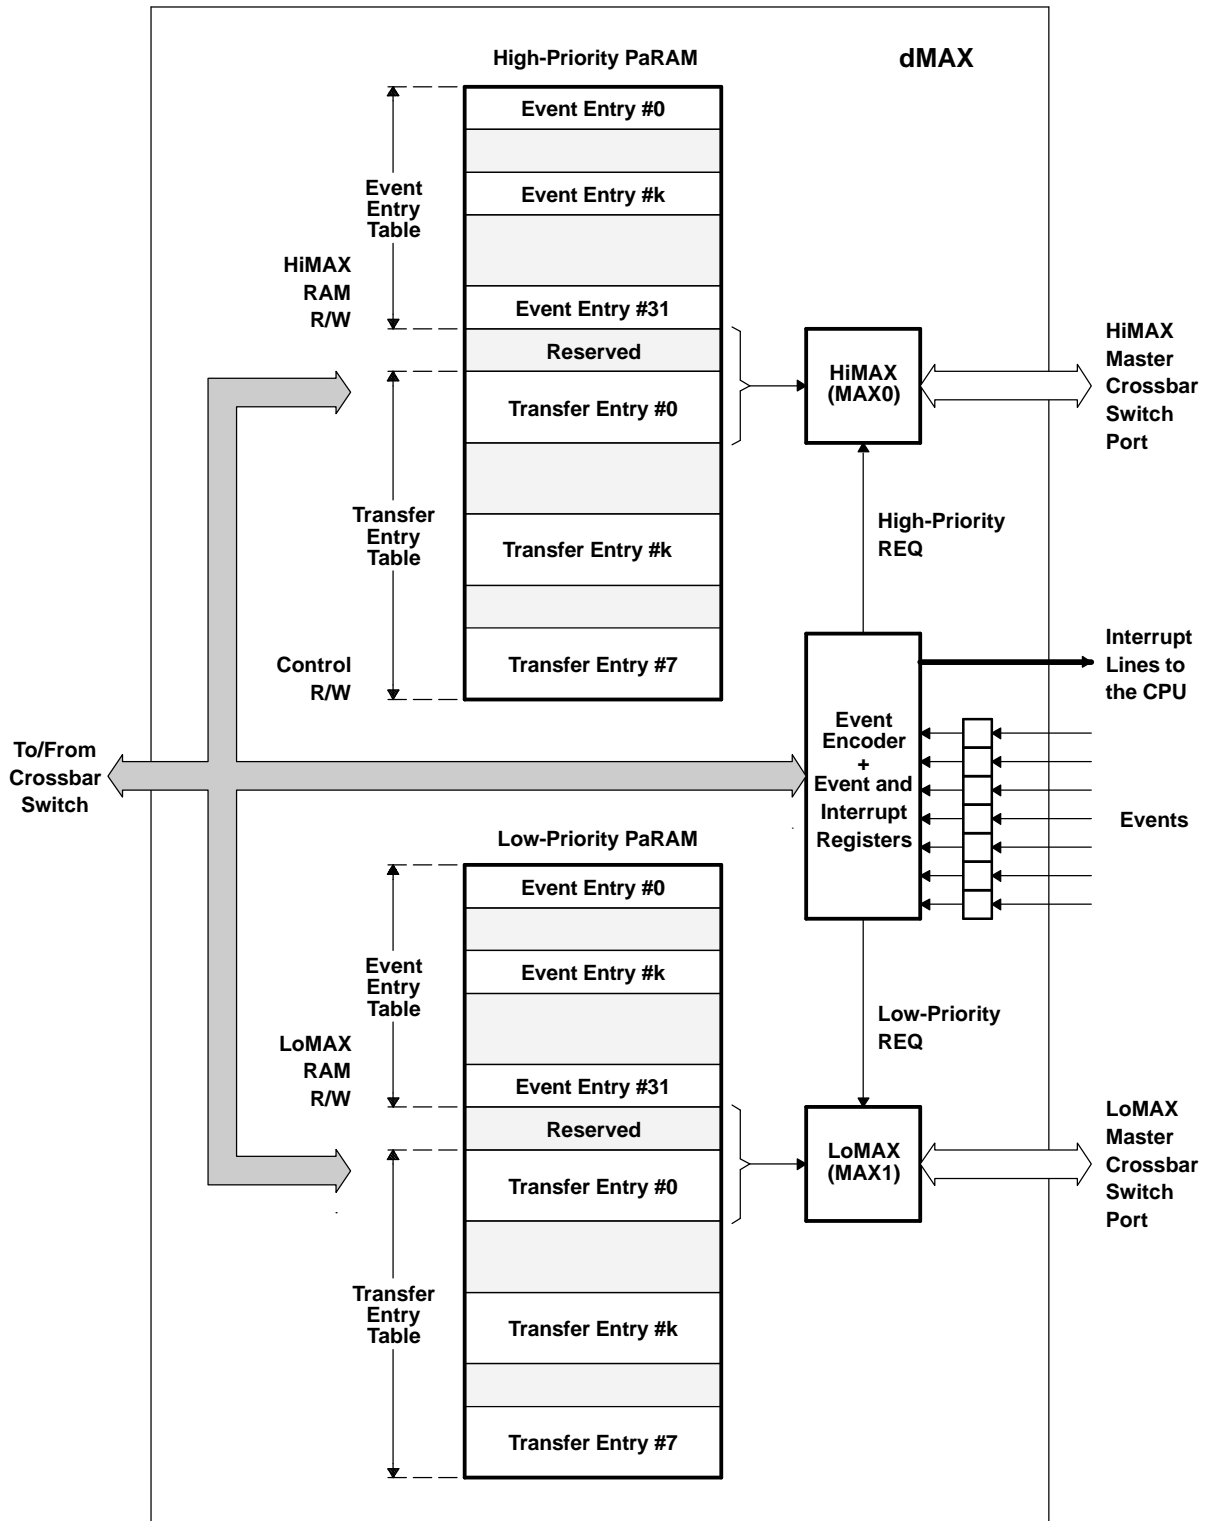 High-Priority PaRAM
dMAX
Event Entry #0
Event
Entry
Table
Event Entry #k
HiMAX
RAM
R/W
Event Entry #31
Reserved
Transfer Entry #0
HiMAX
(MAX0)
HiMAX
Master
Crossbar
Switch
Port
Transfer
Entry
Table
Transfer Entry #k
High-Priority
REQ
Control
R/W
Transfer Entry #7
Interrupt
Lines to
the CPU
To/From
Crossbar
Switch
Event
Encoder
+
Event and
Interrupt
Registers
Events
Low-Priority PaRAM
Event Entry #0
Event
Entry
Table
Event Entry #k
LoMAX
RAM
R/W
Low-Priority
REQ
Event Entry #31
Reserved
Transfer Entry #0
LoMAX
(MAX1)
LoMAX
Master
Crossbar
Switch
Port
Transfer
Entry
Table
Transfer Entry #k
Transfer Entry #7